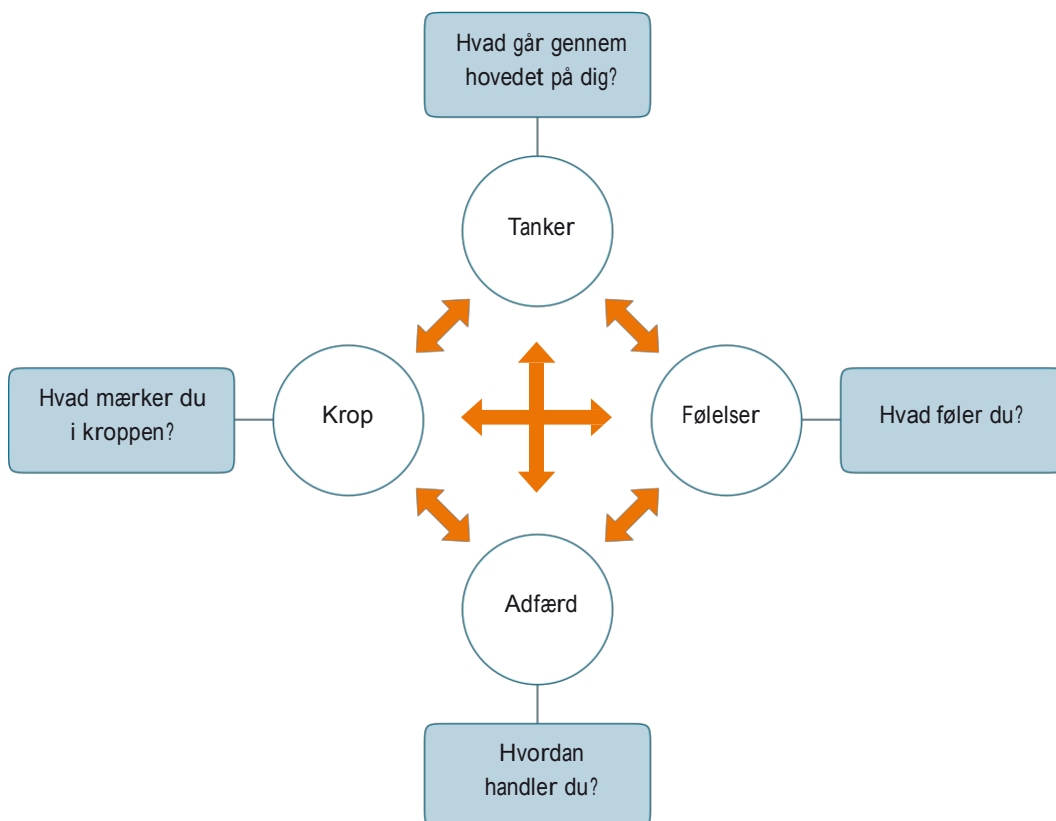 Hvad går gennem
hovedet på dig?
Tanker
Hvad mærker du
i kroppen?
Krop
Følelser
Hvad føler du?
Adfærd
Hvordan
handler du?